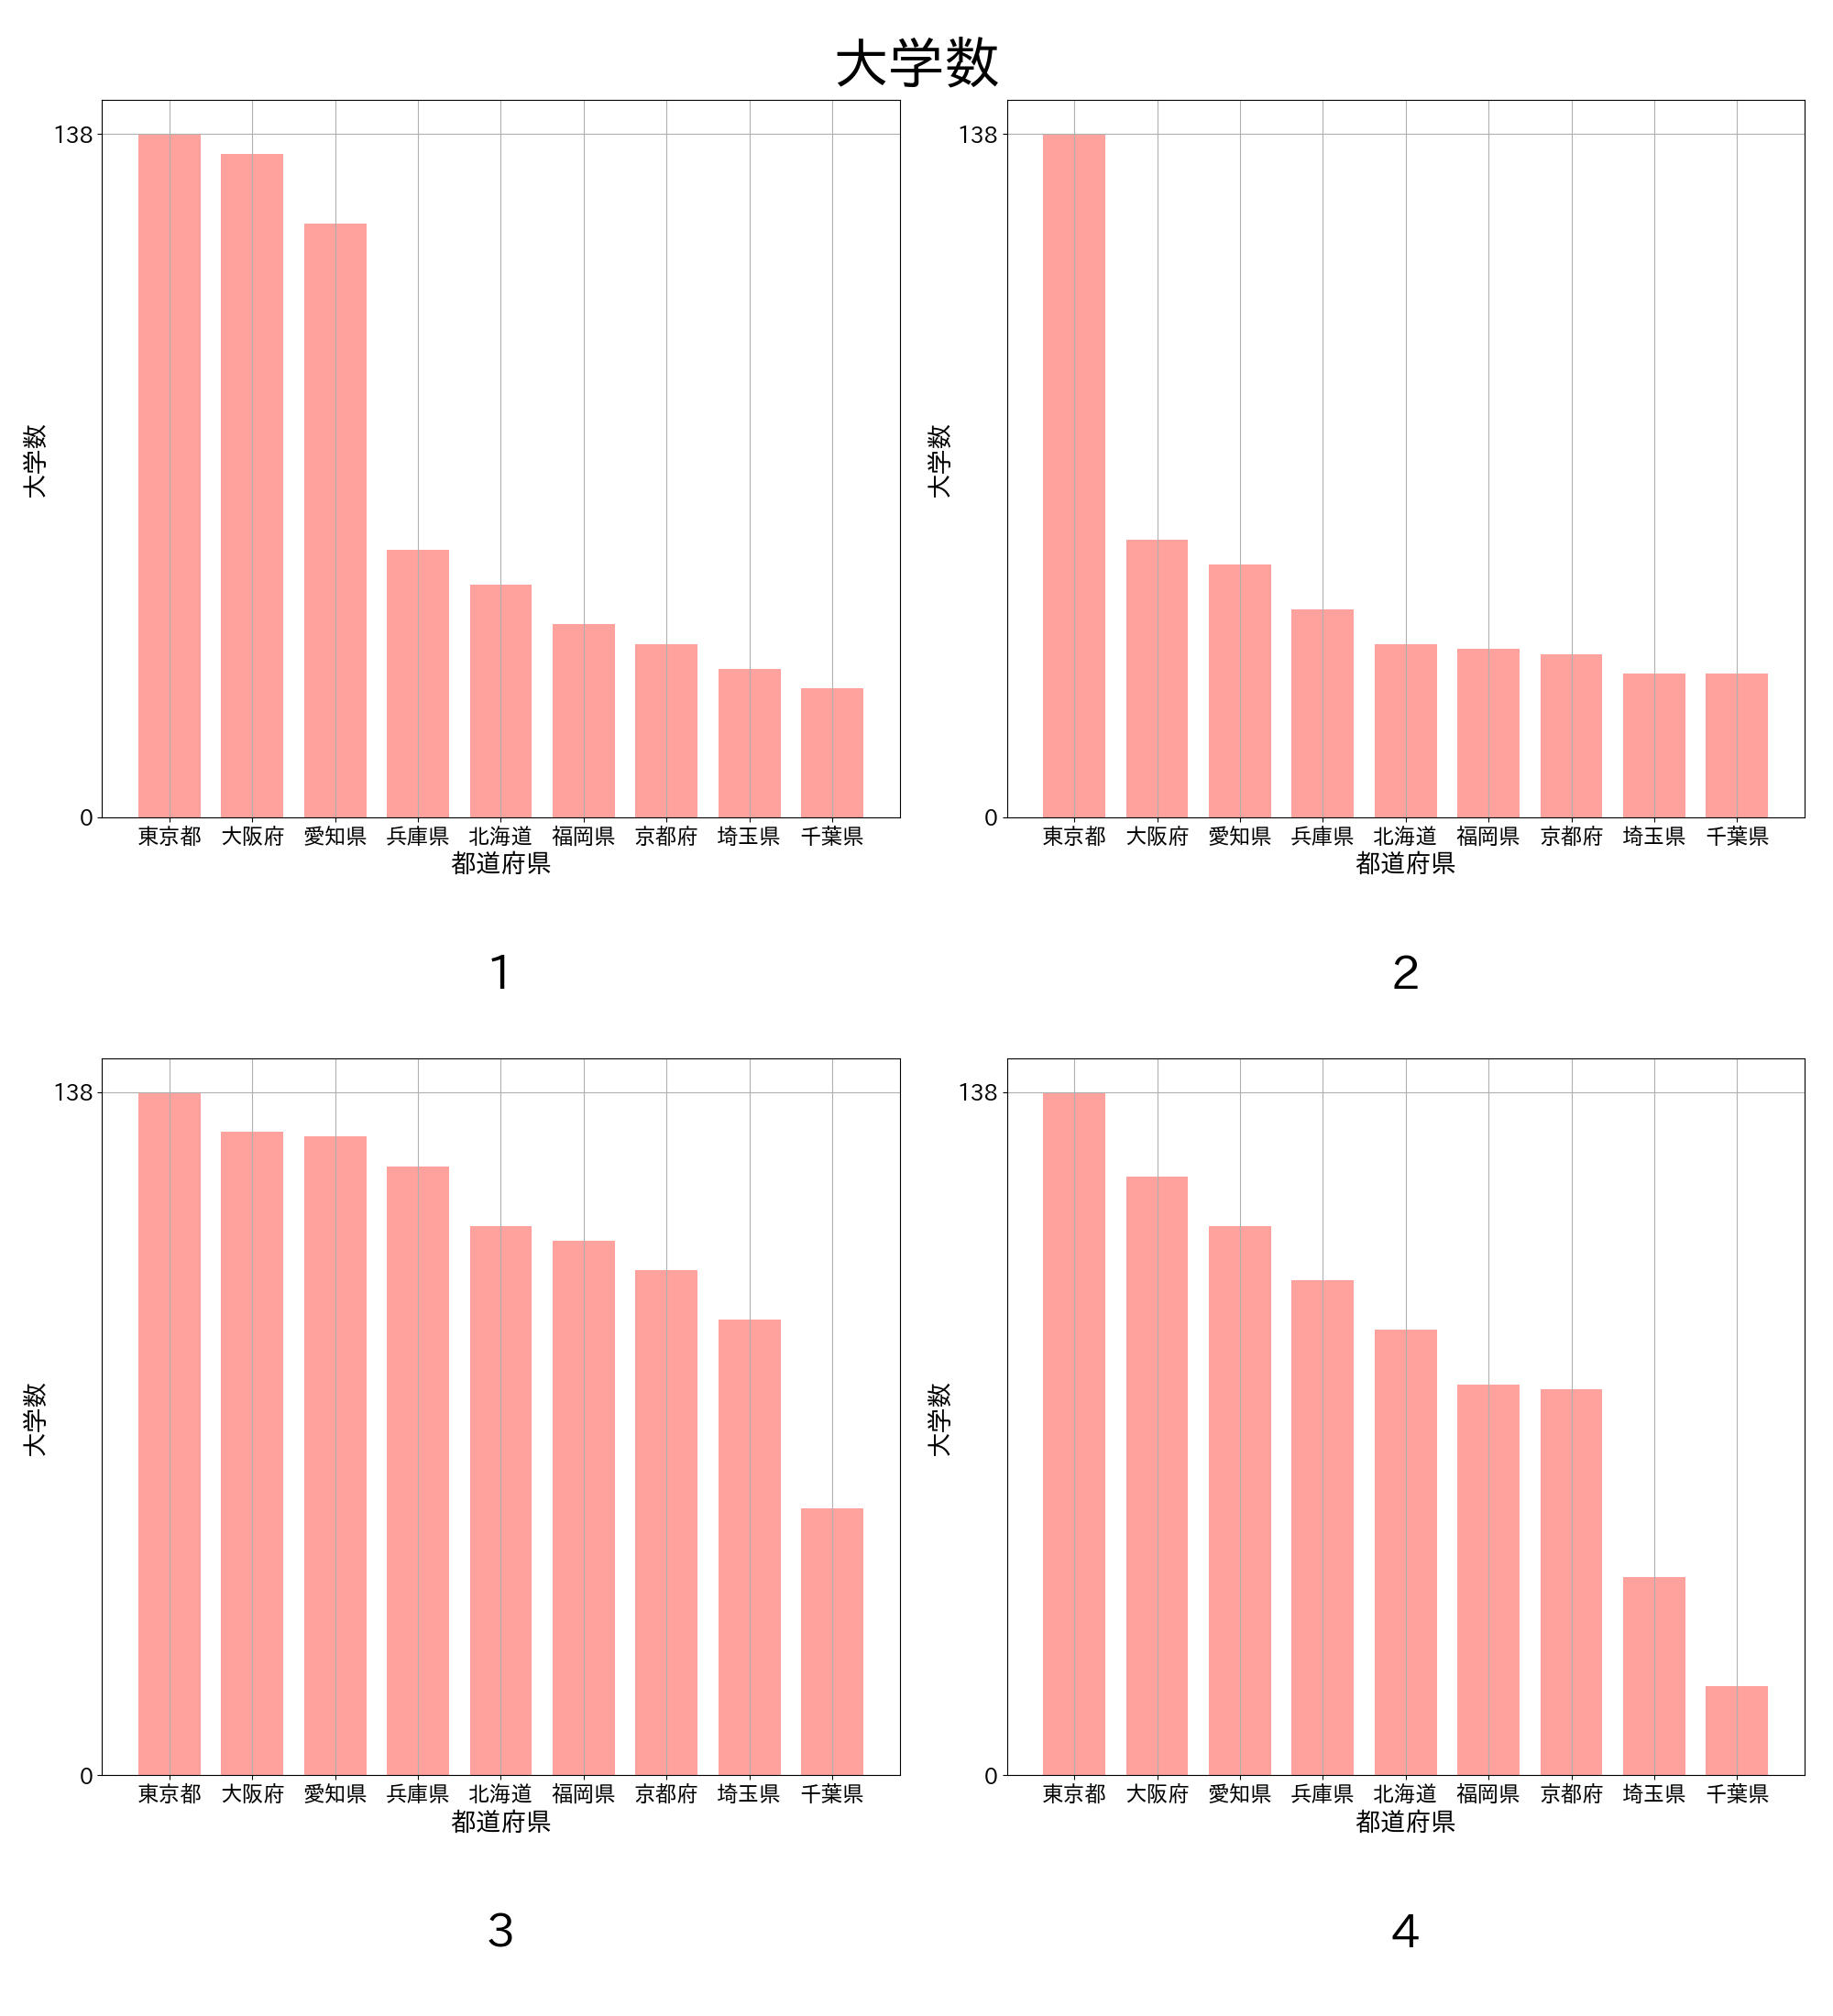 大学数
138
0
大学数
東京都 大阪府 愛知県 兵庫県 北海道 福岡県 京都府 埼玉県 千葉県
都道府県
1
138
0
大学数
東京都 大阪府 愛知県 兵庫県 北海道 福岡県 京都府 埼玉県 千葉県
都道府県
2
138
0
大学数
東京都 大阪府 愛知県 兵庫県 北海道 福岡県 京都府 埼玉県 千葉県
都道府県
3
138
0
大学数
東京都 大阪府 愛知県 兵庫県 北海道 福岡県 京都府 埼玉県 千葉県
都道府県
4